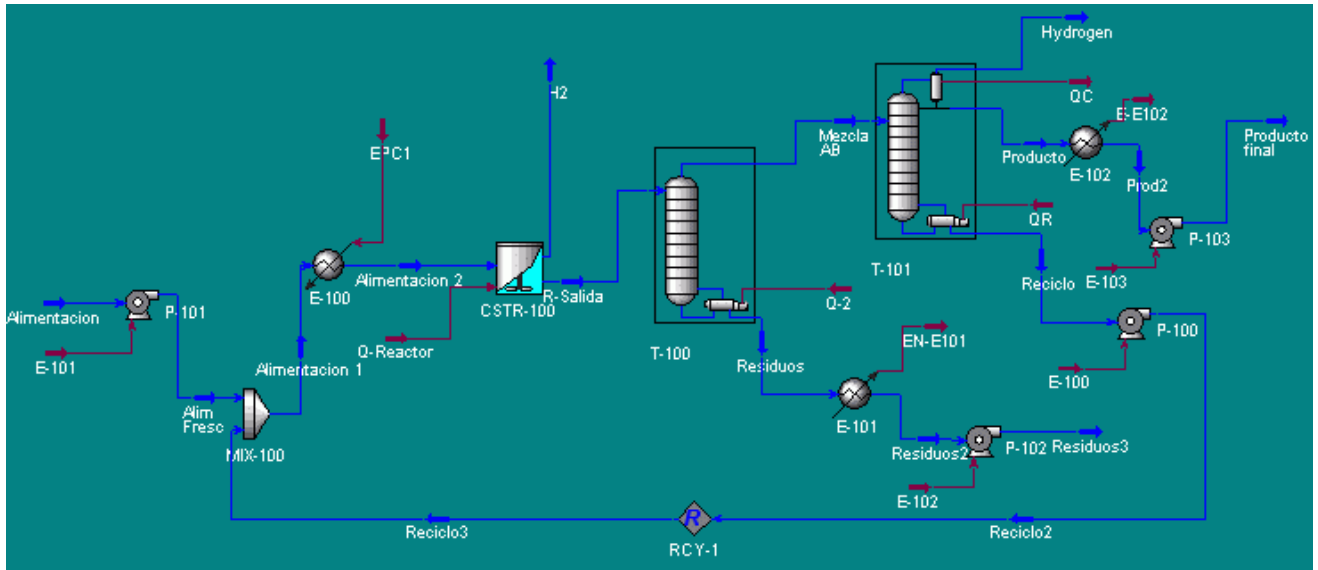 Hydrogen
H2
QC
E-E102
EPC1
Mezcla
AB
Producto
Producto
final
E-102
Prod2
QR
P-103
T-101
Reciclo
E-103
Alimentacion 2
E-100
R-Salida
CSTR-100
Alimentacion
P-101
E-101
Q-Reactor
Q-2
T-100
EN-E101
Residuos
P-100
E-100
Alimentacion 1
Alim
Fresc
MIX-100
E-101
Residuos2
P-102
Residuos3
E-102
R
Reciclo3
RCY-1
Reciclo2